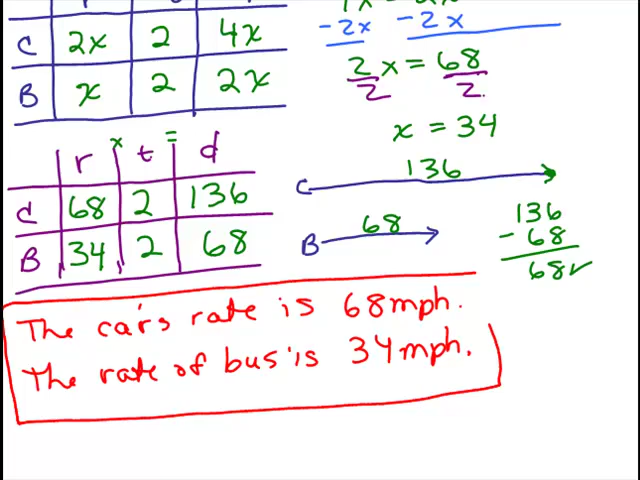 C 2x 2 4x
B x 2 2x
-2x -2x
2x = 68
2 2
x = 34
r x t = d
C 68 2 136
B 34 2 68
C 136
B 68
136
- 68
68 ✓
The car's rate is 68mph.
The rate of bus is 34mph.